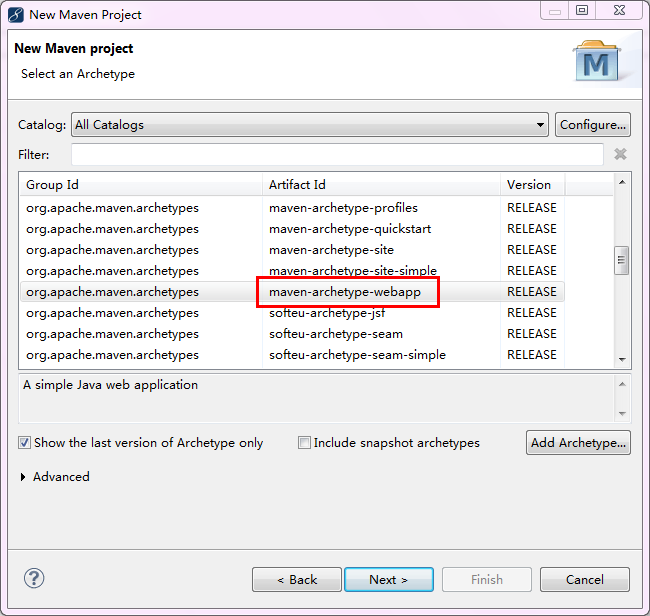 New Maven Project
New Maven project
Select an Archetype
M
Catalog: All Catalogs Configure...
Filter:
Group Id Artifact Id Version
org.apache.maven.archetypes maven-archetype-profiles RELEASE
org.apache.maven.archetypes maven-archetype-quickstart RELEASE
org.apache.maven.archetypes maven-archetype-site RELEASE
org.apache.maven.archetypes maven-archetype-site-simple RELEASE
org.apache.maven.archetypes maven-archetype-webapp RELEASE
org.apache.maven.archetypes softeu-archetype-jsf RELEASE
org.apache.maven.archetypes softeu-archetype-seam RELEASE
org.apache.maven.archetypes softeu-archetype-seam-simple RELEASE
A simple Java web application
Show the last version of Archetype only Include snapshot archetypes Add Archetype...
Advanced
? < Back Next > Finish Cancel